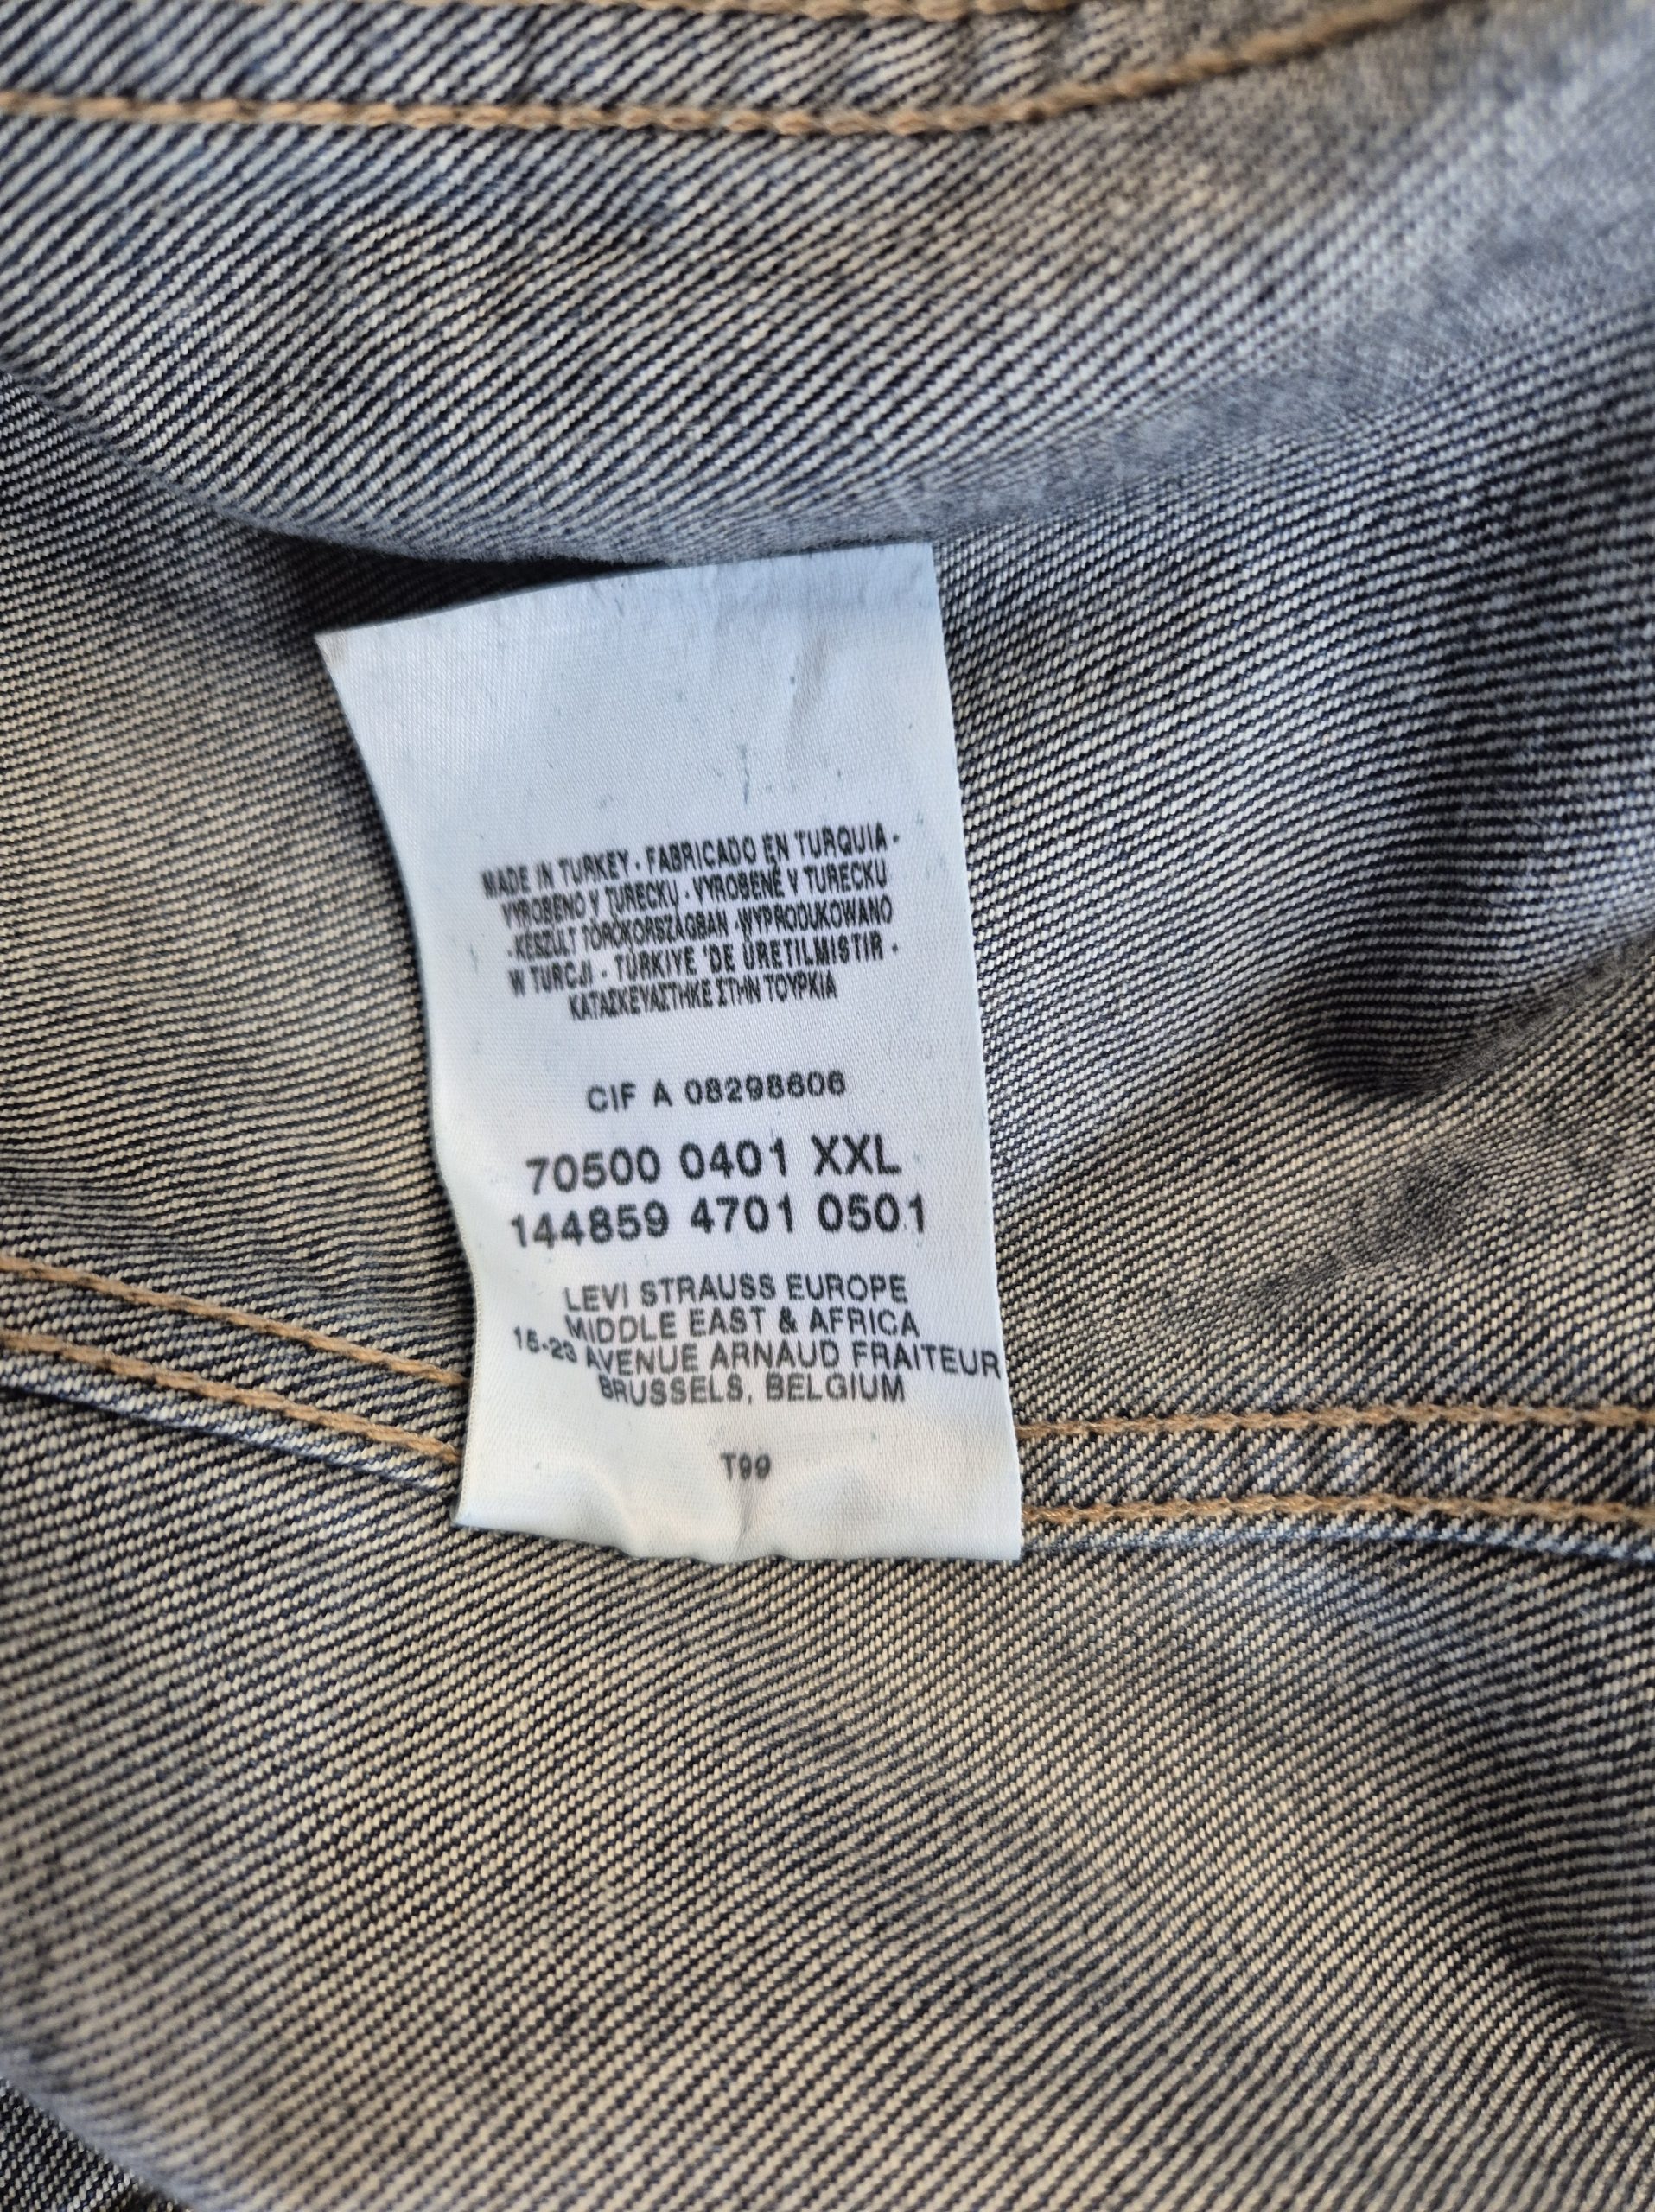 MADE IN TURKEY · FABRICADO EN TURQUIA ·
VYROBENO V TURECKU · VYROBENÉ V TURECKU
· KESZÜLT TÖRÖKORSZÁGBAN · WYPRODUKOWANO
W TURCJI · TÜRKIYE 'DE ÜRETILMISTIR ·
ΚΑΤΑΣΚΕΥΑΣΤΗΚΕ ΣΤΗΝ ΤΟΥΡΚΙΑ
CIF A 08298606
70500 0401 XXL
144859 4701 0501
LEVI STRAUSS EUROPE
MIDDLE EAST & AFRICA
15-23 AVENUE ARNAUD FRAITEUR
BRUSSELS, BELGIUM
T99